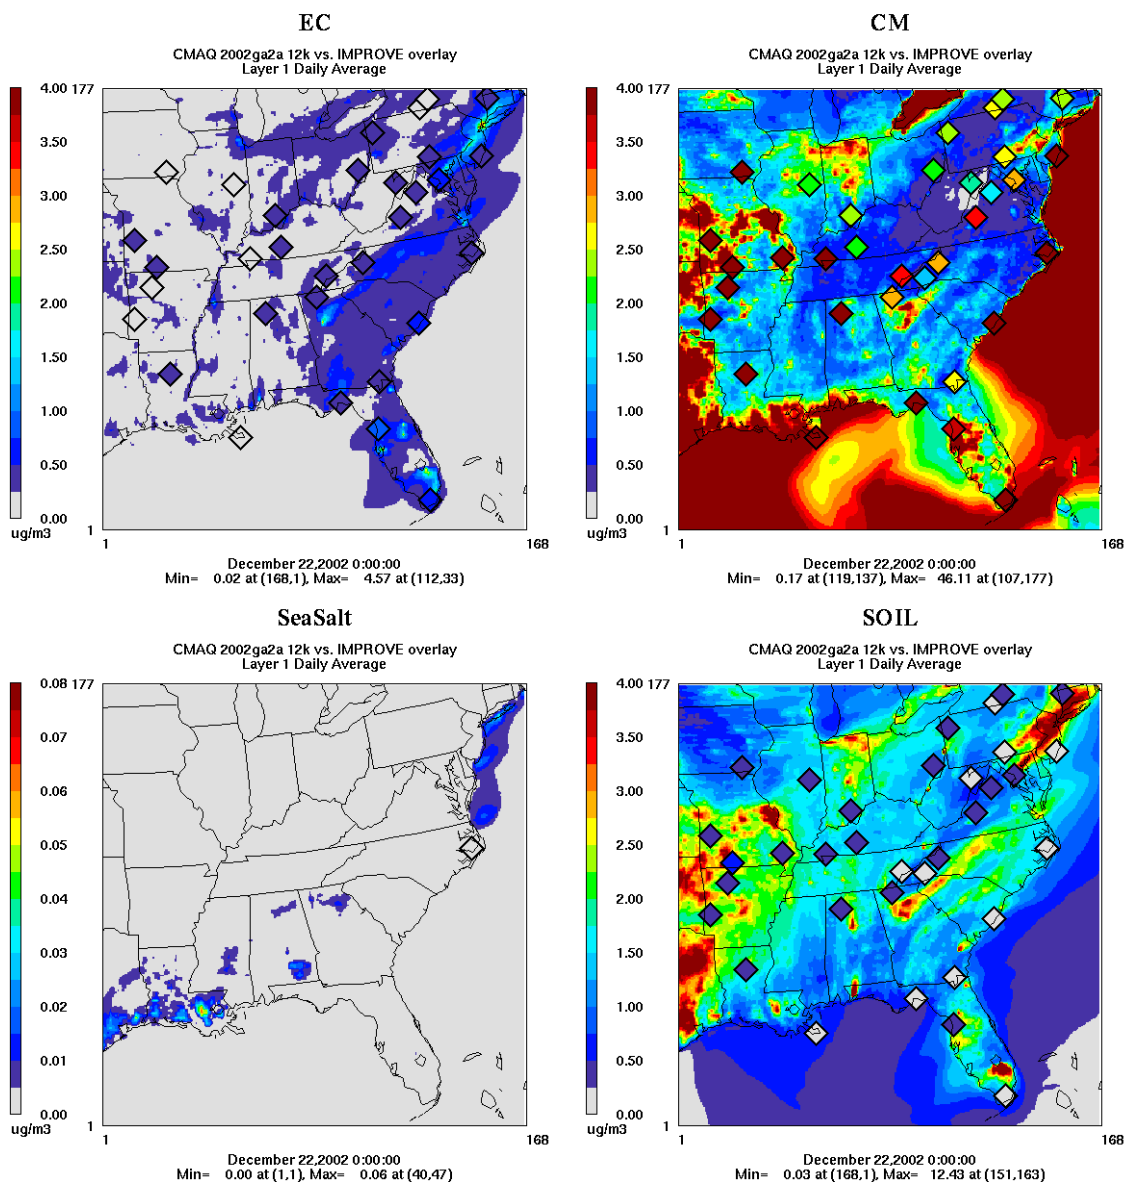 EC
CMAQ 2002ga2a 12k vs. IMPROVE overlay
Layer 1 Daily Average
4.00 177
3.50
3.00
2.50
2.00
1.50
1.00
0.50
0.00
ug/m3
1
1 168
December 22,2002 0:00:00
Min= 0.02 at (168,1), Max= 4.57 at (112,33)
CM
CMAQ 2002ga2a 12k vs. IMPROVE overlay
Layer 1 Daily Average
4.00 177
3.50
3.00
2.50
2.00
1.50
1.00
0.50
0.00
ug/m3
1
1 168
December 22,2002 0:00:00
Min= 0.17 at (119,137), Max= 46.11 at (107,177)
SeaSalt
CMAQ 2002ga2a 12k vs. IMPROVE overlay
Layer 1 Daily Average
0.08 177
0.07
0.06
0.05
0.04
0.03
0.02
0.01
0.00
ug/m3
1
1 168
December 22,2002 0:00:00
Min= 0.00 at (1,1), Max= 0.06 at (40,47)
SOIL
CMAQ 2002ga2a 12k vs. IMPROVE overlay
Layer 1 Daily Average
4.00 177
3.50
3.00
2.50
2.00
1.50
1.00
0.50
0.00
ug/m3
1
1 168
December 22,2002 0:00:00
Min= 0.03 at (168,1), Max= 12.43 at (151,163)